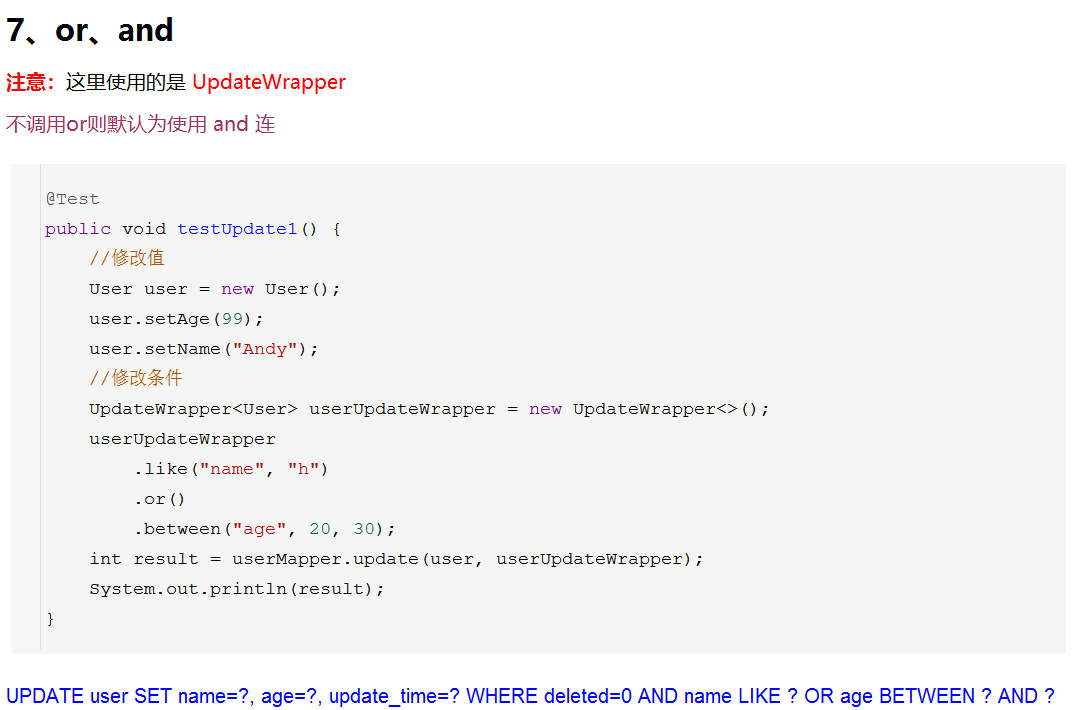 7、or、and
注意：这里使用的是 UpdateWrapper
不调用or则默认为使用 and 连
@Test
public void testUpdate1() {
    //修改值
    User user = new User();
    user.setAge(99);
    user.setName("Andy");
    //修改条件
    UpdateWrapper<User> userUpdateWrapper = new UpdateWrapper<>();
    userUpdateWrapper
        .like("name", "h")
        .or()
        .between("age", 20, 30);
    int result = userMapper.update(user, userUpdateWrapper);
    System.out.println(result);
}
UPDATE user SET name=?, age=?, update_time=? WHERE deleted=0 AND name LIKE ? OR age BETWEEN ? AND ?